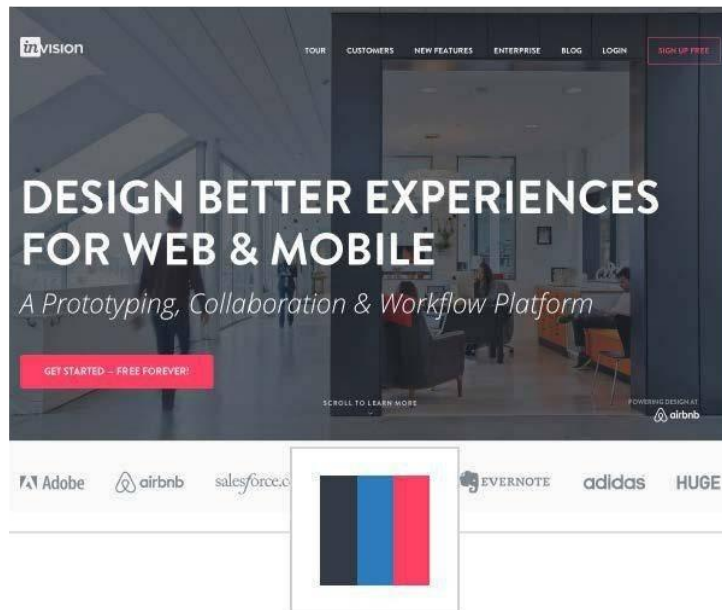 invision
TOUR CUSTOMERS NEW FEATURES ENTERPRISE BLOG LOGIN SIGN UP FREE
DESIGN BETTER EXPERIENCES
FOR WEB & MOBILE
A Prototyping, Collaboration & Workflow Platform
GET STARTED – FREE FOREVER!
SCROLL TO LEARN MORE
POWERING DESIGN AT
airbnb
Adobe airbnb salesforce.c EVERNOTE adidas HUGE